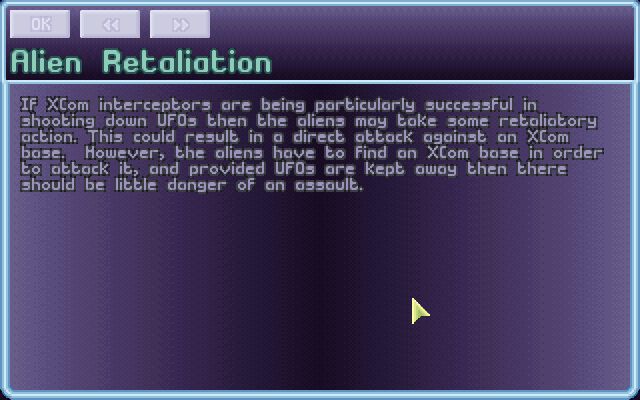 OK << >>
Alien Retaliation
IF XCom interceptors are being particularly successful in
shooting down UFOs then the aliens may take some retaliatory
action. This could result in a direct attack against an XCom
base.  However, the aliens have to find an XCom base in order
to attack it, and provided UFOs are kept away then there
should be little danger of an assault.